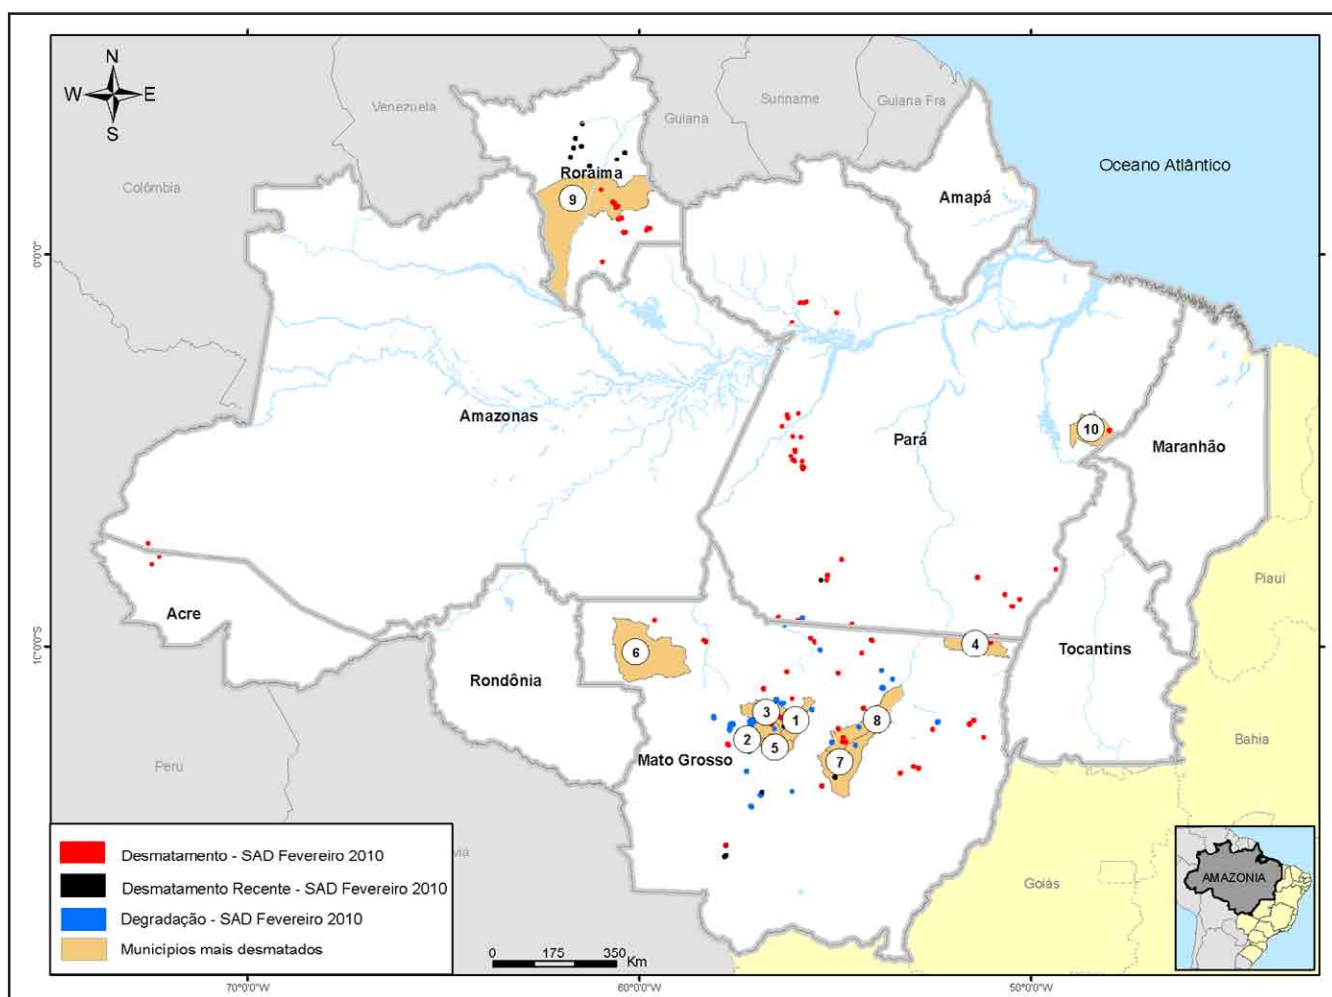 N
W E
S
Venezuela
Suriname
Guiana Fra
Guiana
Colômbia
Oceano Atlântico
Roraima
Amapá
9
0°0'0"
Amazonas
Pará
10
Maranhão
Piauí
Acre
10°0'0"S
6
4
Tocantins
Rondônia
3
1
8
2
5
Mato Grosso
7
Bahia
Peru
Goiás
via
Desmatamento - SAD Fevereiro 2010
Desmatamento Recente - SAD Fevereiro 2010
Degradação - SAD Fevereiro 2010
Municípios mais desmatados
AMAZONIA
0 175 350
Km
70°0'0"W 60°0'0"W 50°0'0"W